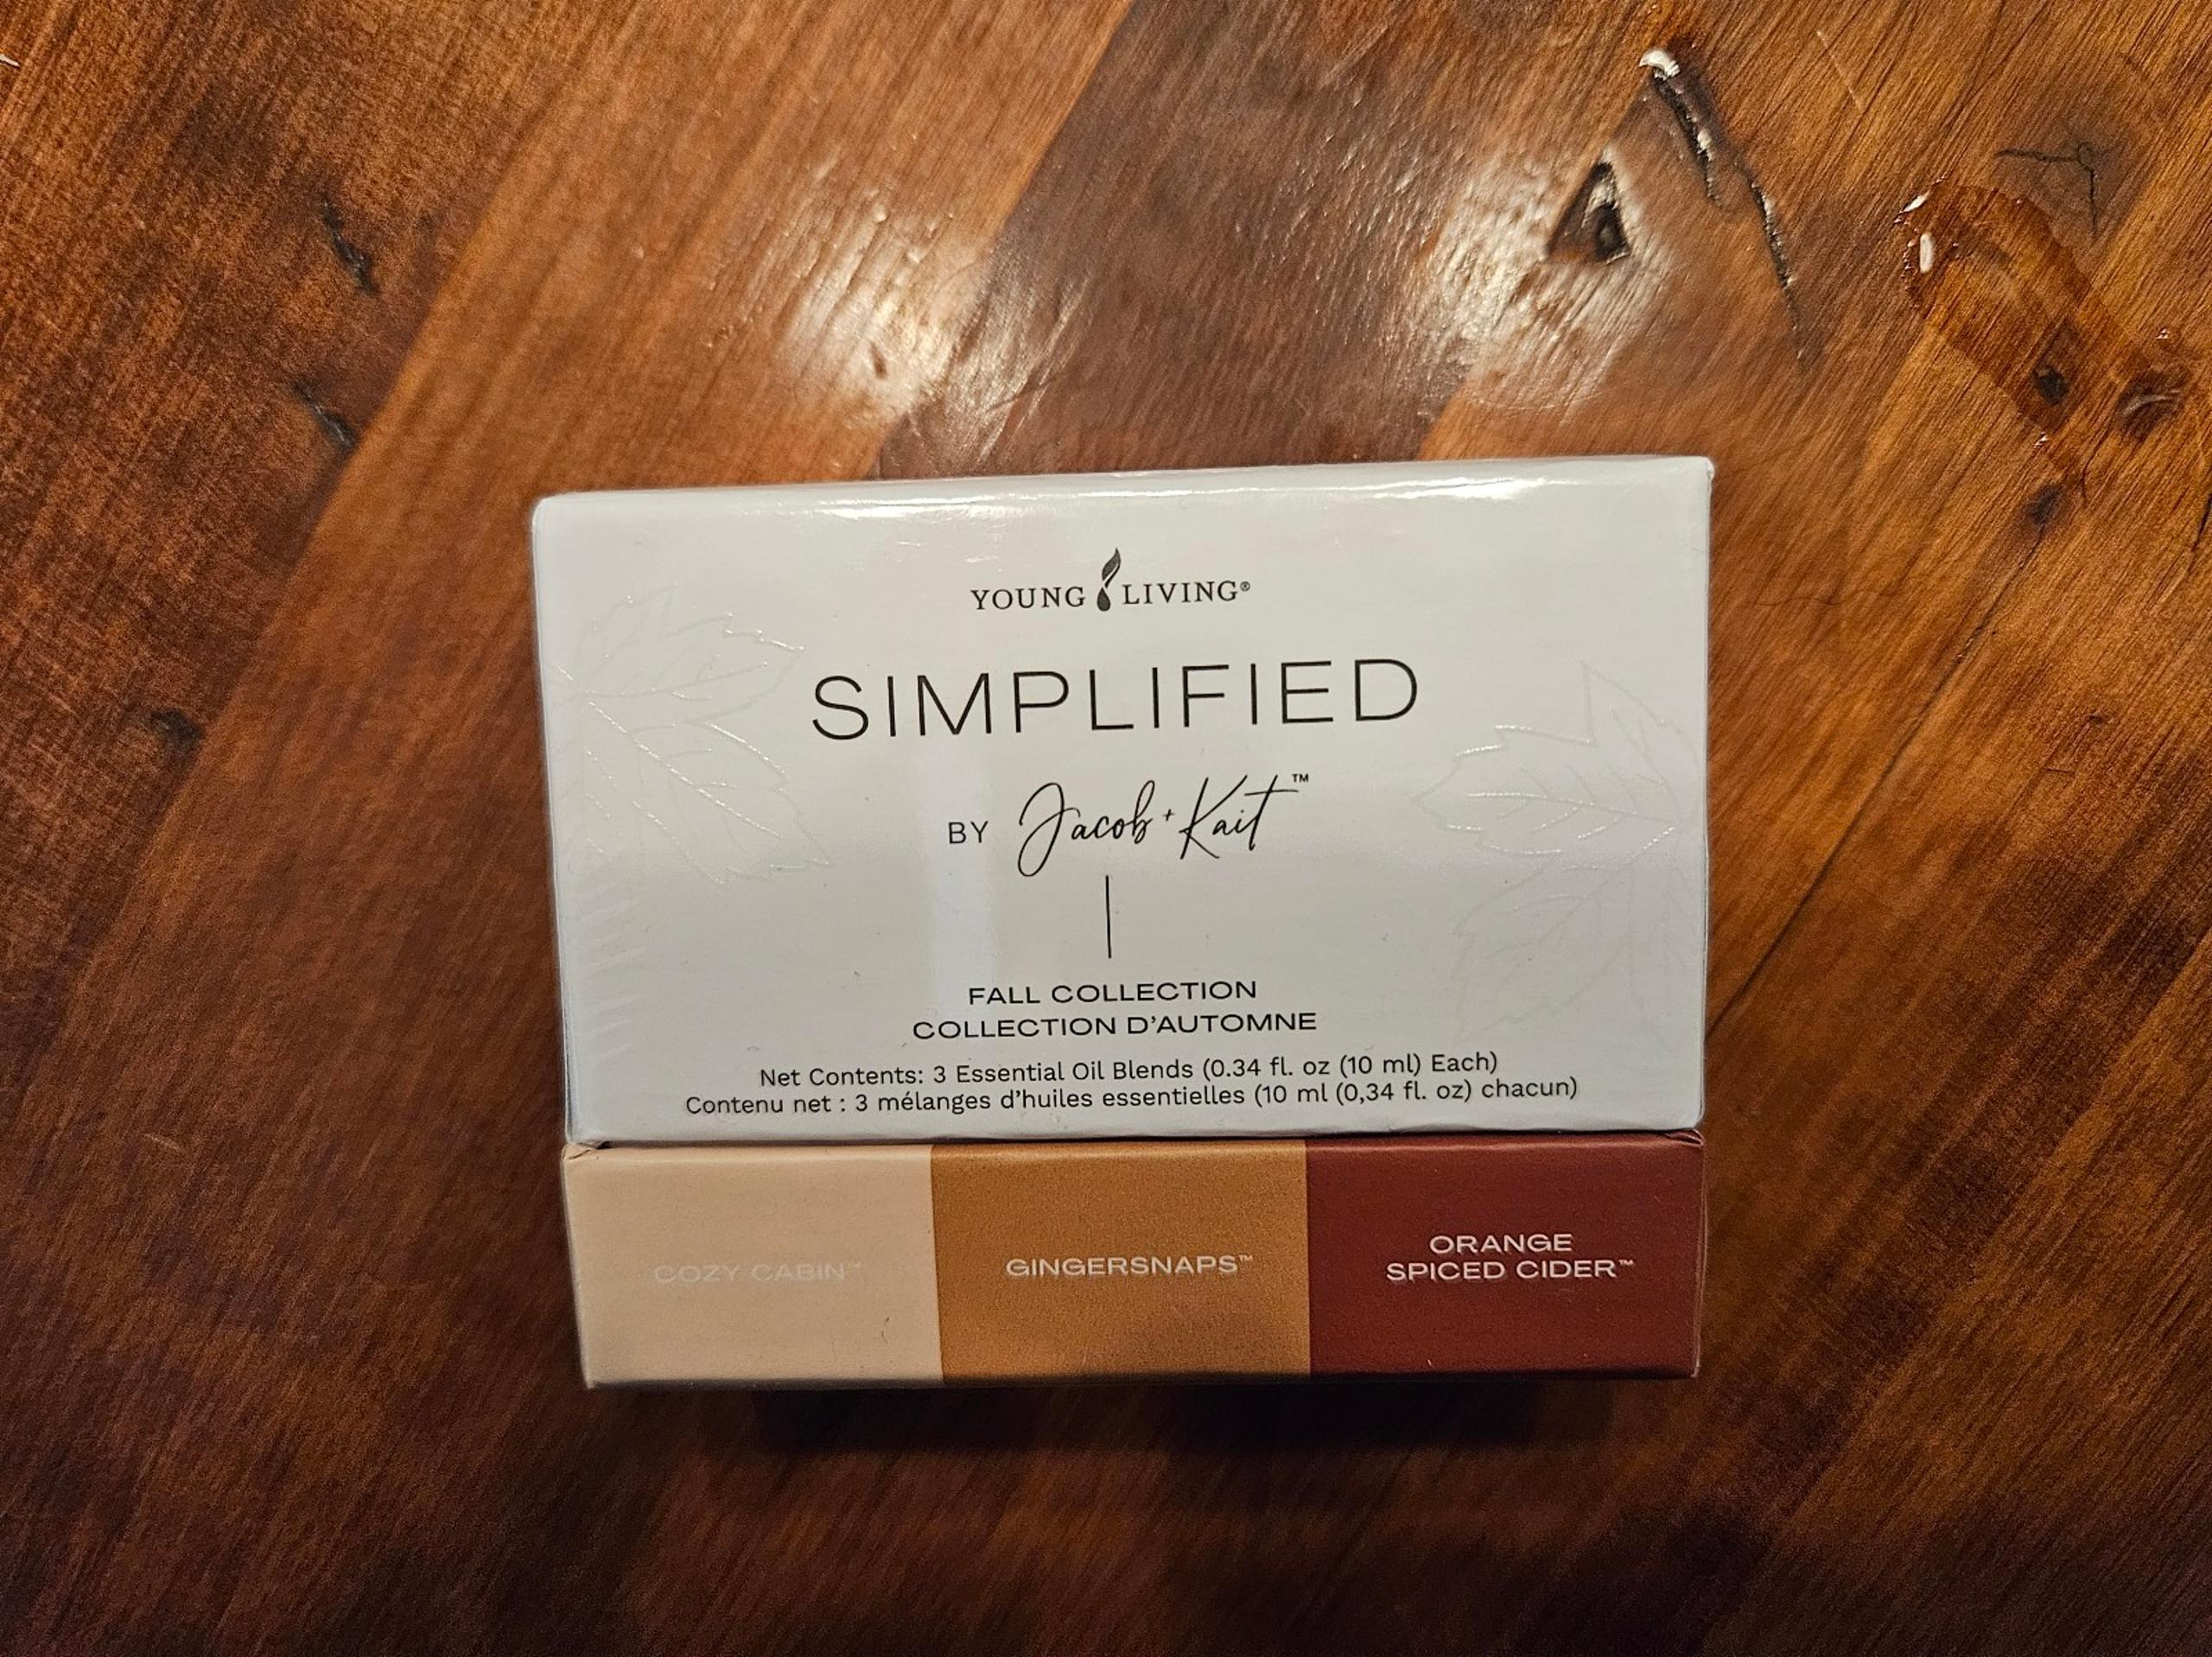 YOUNG LIVING®
SIMPLIFIED
BY Jacob + Kait™
FALL COLLECTION
COLLECTION D'AUTOMNE
Net Contents: 3 Essential Oil Blends (0.34 fl. oz (10 ml) Each)
Contenu net : 3 mélanges d'huiles essentielles (10 ml (0,34 fl. oz) chacun)
COZY CABIN™
GINGERSNAPS™
ORANGE
SPICED CIDER™